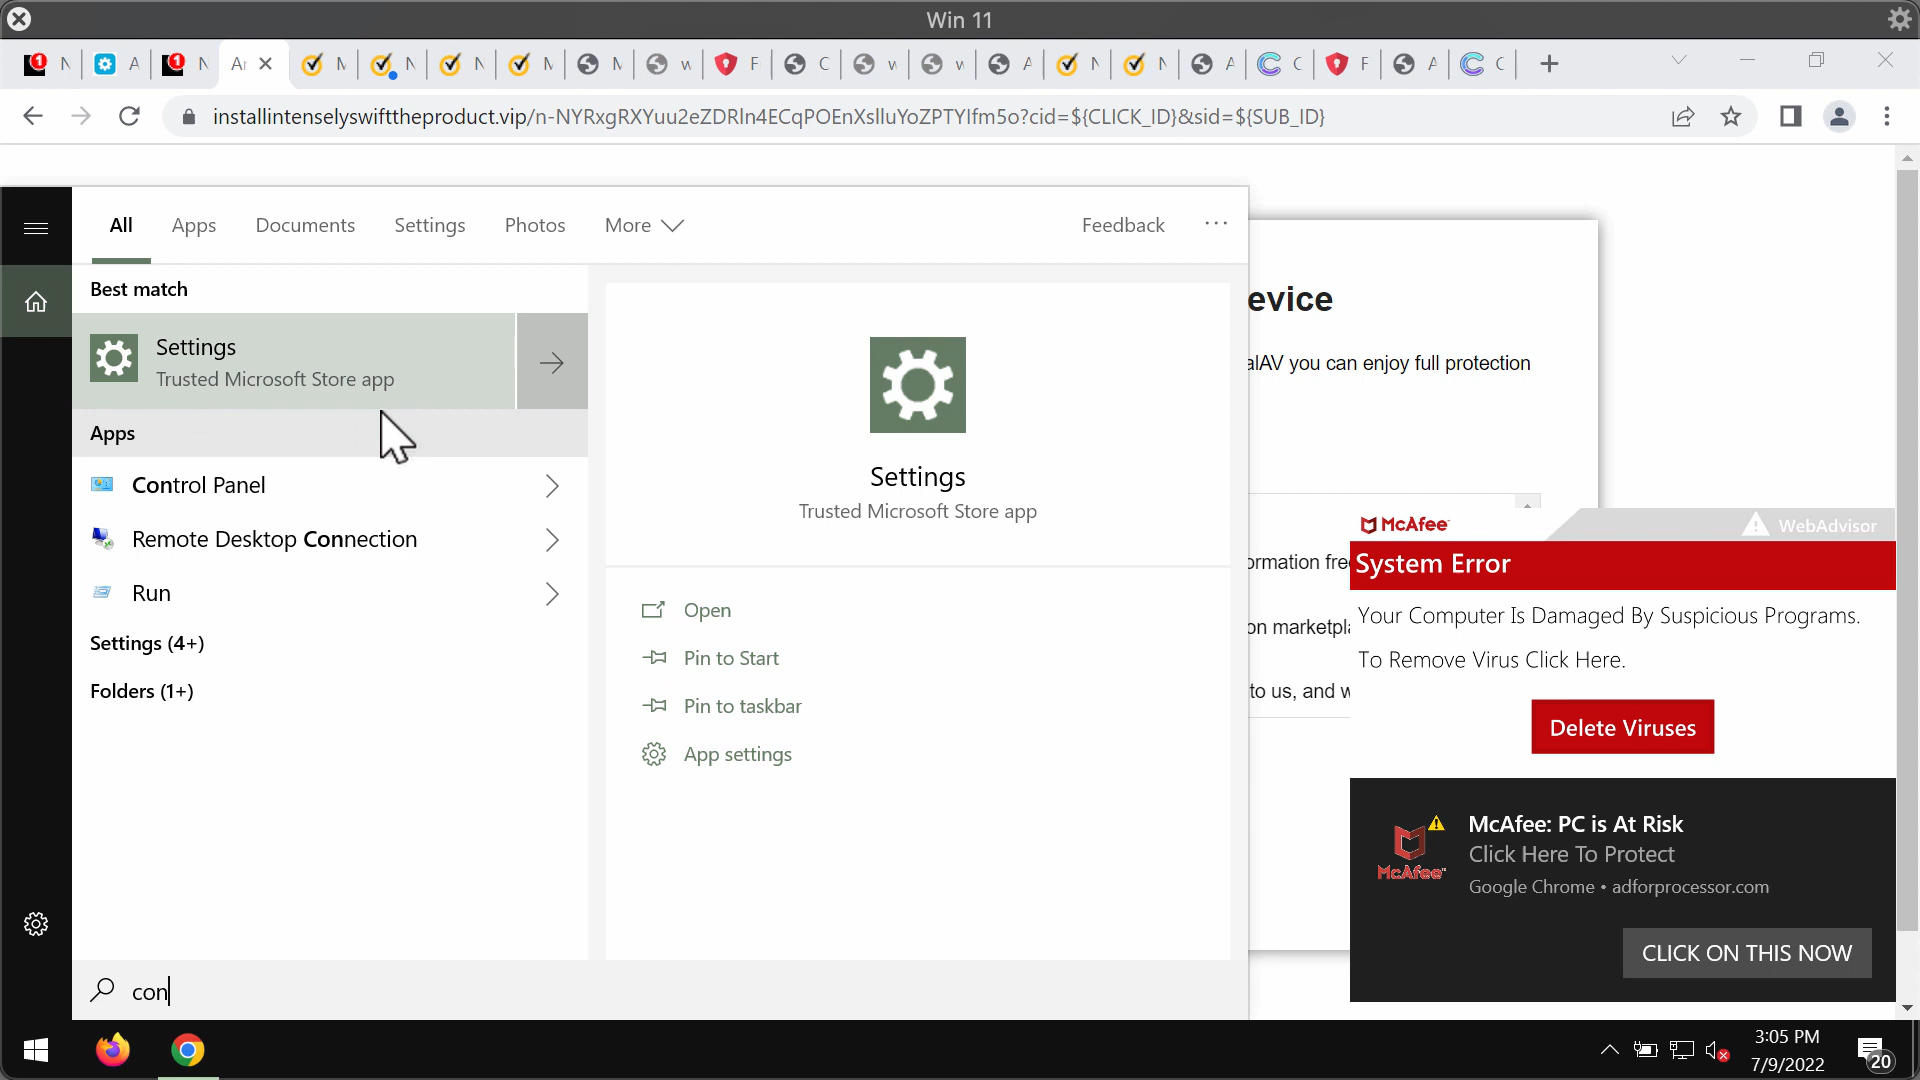 Win 11
N
A
N
Ar
N
N
N
N
N
w
F
C
w
w
A
N
N
A
C
F
A
C
installintenselyswifttheproduct.vip/n-NYRxgRXYuu2eZDRln4ECqPOEnXslluYoZPTYIfm5o?cid=${CLICK_ID}&sid=${SUB_ID}
All Apps Documents Settings Photos More Feedback ...
Best match
Settings
Trusted Microsoft Store app
Apps
Control Panel
Remote Desktop Connection
Run
Settings (4+)
Folders (1+)
Settings
Trusted Microsoft Store app
Open
Pin to Start
Pin to taskbar
App settings
con
evice
alAV you can enjoy full protection
ormation fre
on marketpla
to us, and w
McAfee
WebAdvisor
System Error
Your Computer Is Damaged By Suspicious Programs.
To Remove Virus Click Here.
Delete Viruses
McAfee
McAfee: PC is At Risk
Click Here To Protect
Google Chrome • adforprocessor.com
CLICK ON THIS NOW
3:05 PM
7/9/2022
20